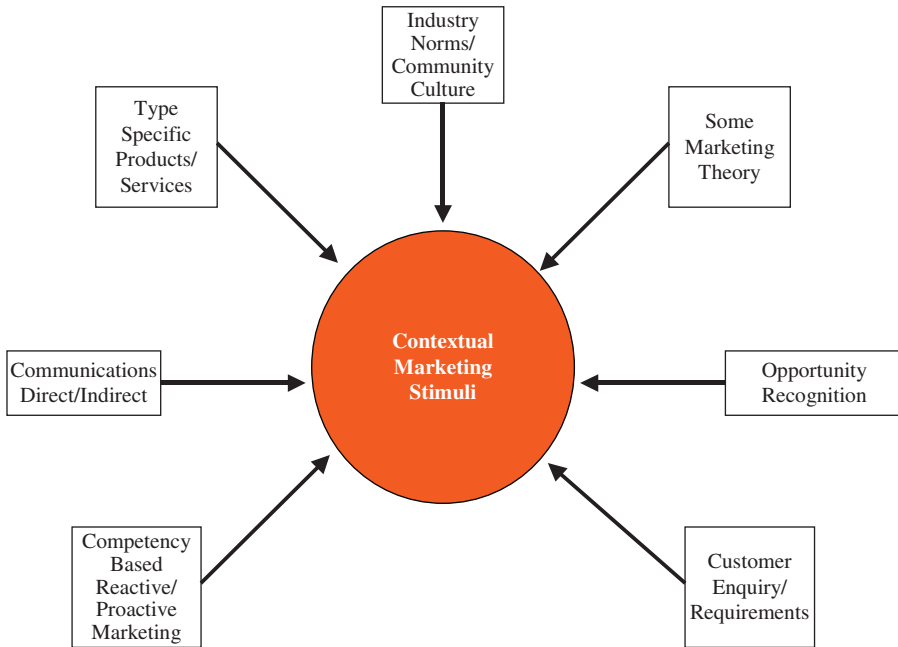 Industry
Norms/
Community
Culture
Type
Specific
Products/
Services
Some
Marketing
Theory
Contextual
Marketing
Stimuli
Communications
Direct/Indirect
Opportunity
Recognition
Competency
Based
Reactive/
Proactive
Marketing
Customer
Enquiry/
Requirements